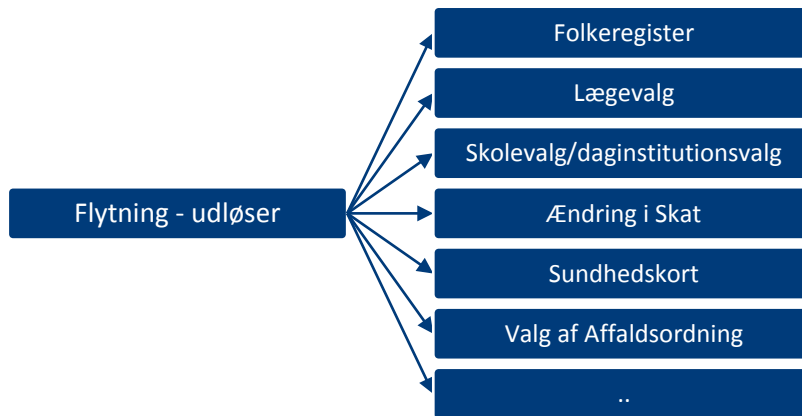 Folkeregister
Lægevalg
Skolevalg/daginstitutionsvalg
Flytning - udløser
Ændring i Skat
Sundhedskort
Valg af Affaldsordning
..